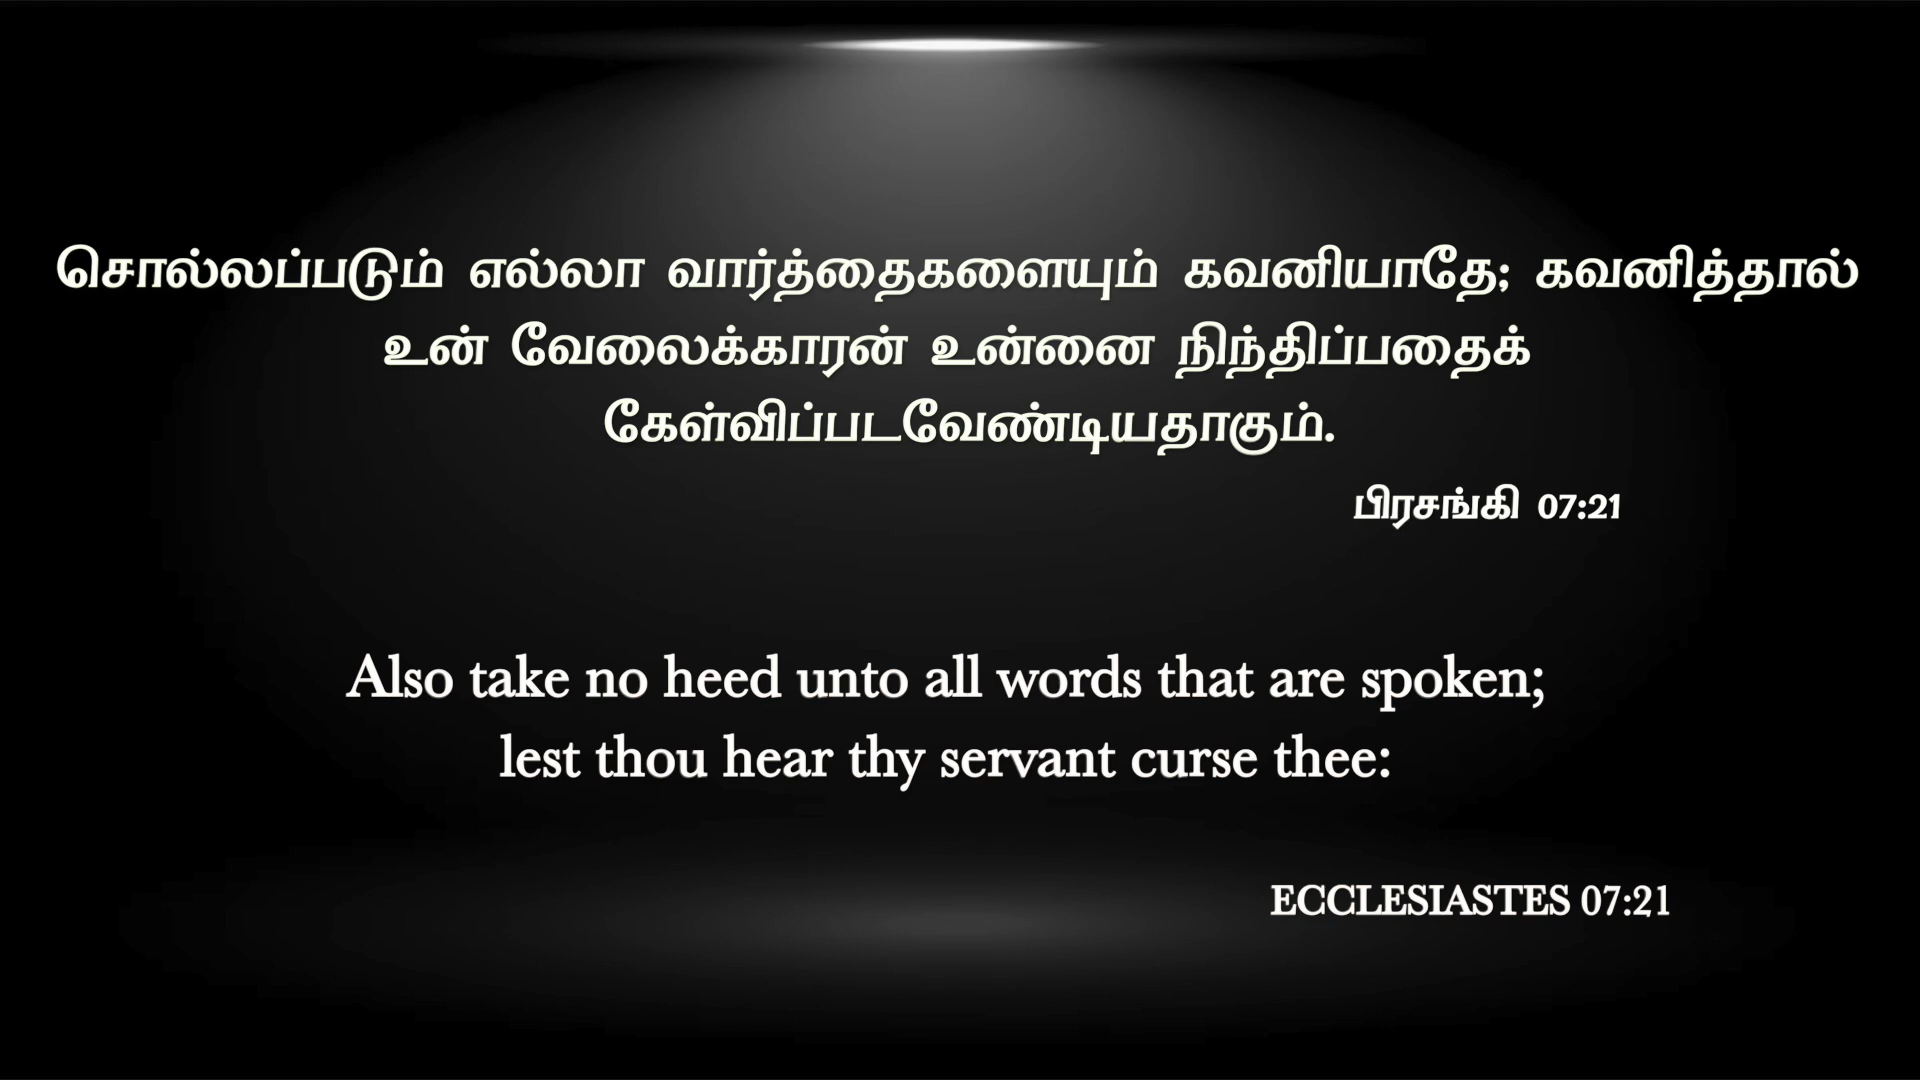 சொல்லப்படும் எல்லா வார்த்தைகளையும் கவனியாதே; கவனித்தால்
உன் வேலைக்காரன் உன்னை நிந்திப்பதைக்
கேள்விப்படவேண்டியதாகும்.
பிரசங்கி 07:21
Also take no heed unto all words that are spoken;
lest thou hear thy servant curse thee:
ECCLESIASTES 07:21